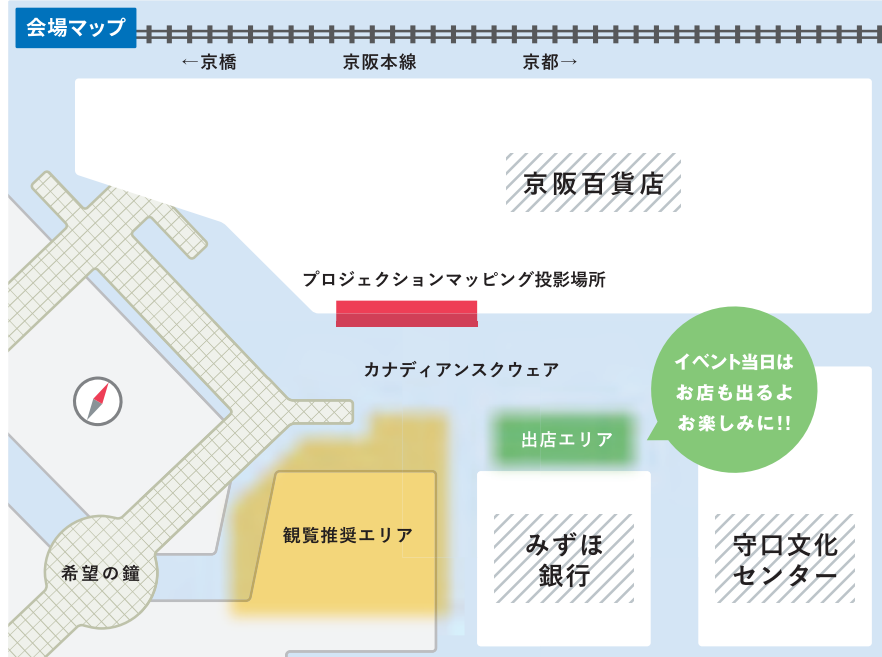 会場マップ
←京橋
京阪本線
京都→
京阪百貨店
プロジェクションマッピング投影場所
カナディアンスクウェア
イベント当日は
お店も出るよ
お楽しみに!!
出店エリア
観覧推奨エリア
みずほ
銀行
守口文化
センター
希望の鐘